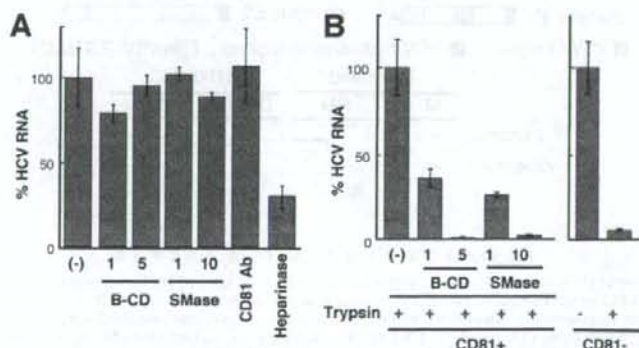 A
% HCV RNA
100
50
0
(-) 1 5 1 10 CD81 Ab Heparinase
B-CD SMase
B
% HCV RNA
100
50
0
(-) 1 5 1 10
B-CD SMase
Trypsin + + + + + - +
CD81+ CD81-